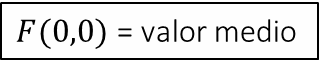 F(0,0) = valor medio